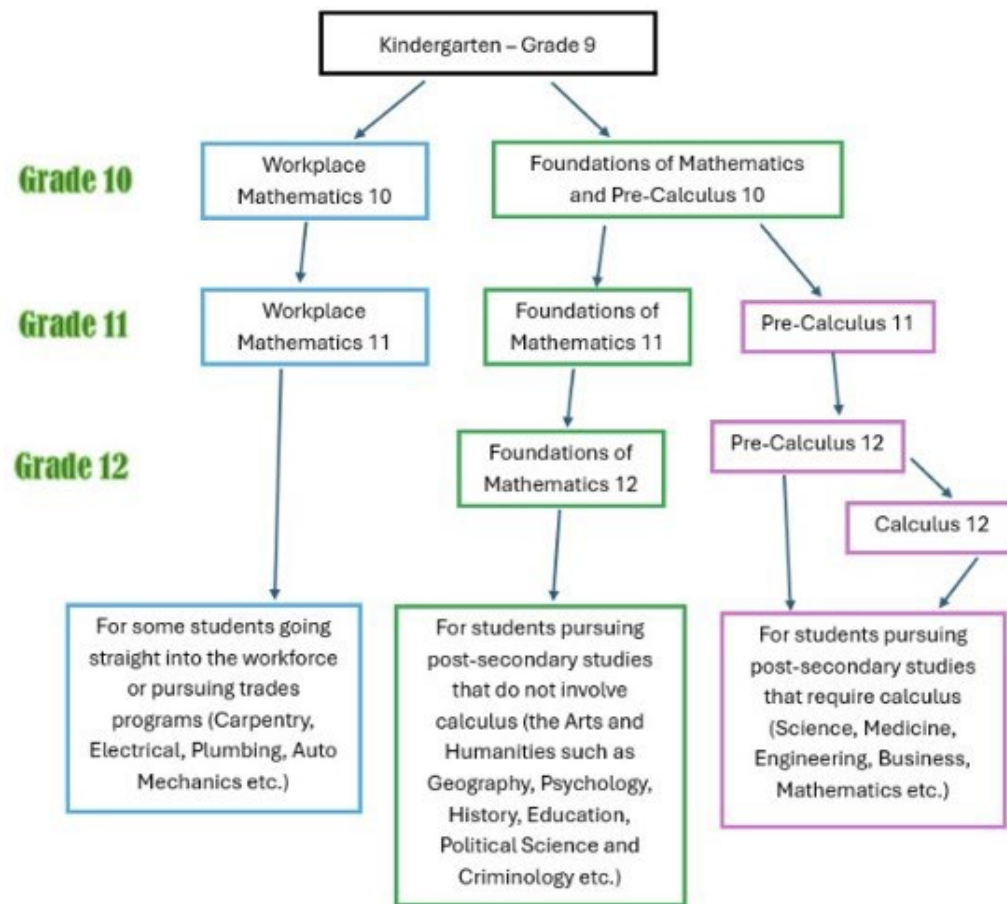 Kindergarten – Grade 9
Grade 10
Workplace
Mathematics 10
Foundations of Mathematics
and Pre-Calculus 10
Grade 11
Workplace
Mathematics 11
Foundations of
Mathematics 11
Pre-Calculus 11
Grade 12
Foundations of
Mathematics 12
Pre-Calculus 12
Calculus 12
For some students going
straight into the workforce
or pursuing trades
programs (Carpentry,
Electrical, Plumbing, Auto
Mechanics etc.)
For students pursuing
post-secondary studies
that do not involve
calculus (the Arts and
Humanities such as
Geography, Psychology,
History, Education,
Political Science and
Criminology etc.)
For students pursuing
post-secondary studies
that require calculus
(Science, Medicine,
Engineering, Business,
Mathematics etc.)